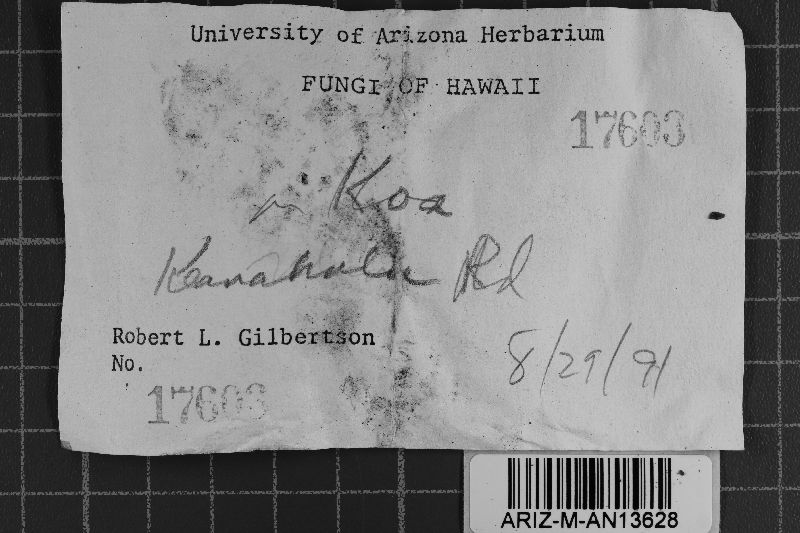 University of Arizona Herbarium
FUNGI OF HAWAII
17603
on Koa
Keanakolu Rd
Robert L. Gilbertson
No.
8/29/91
17603
ARIZ-M-AN13628